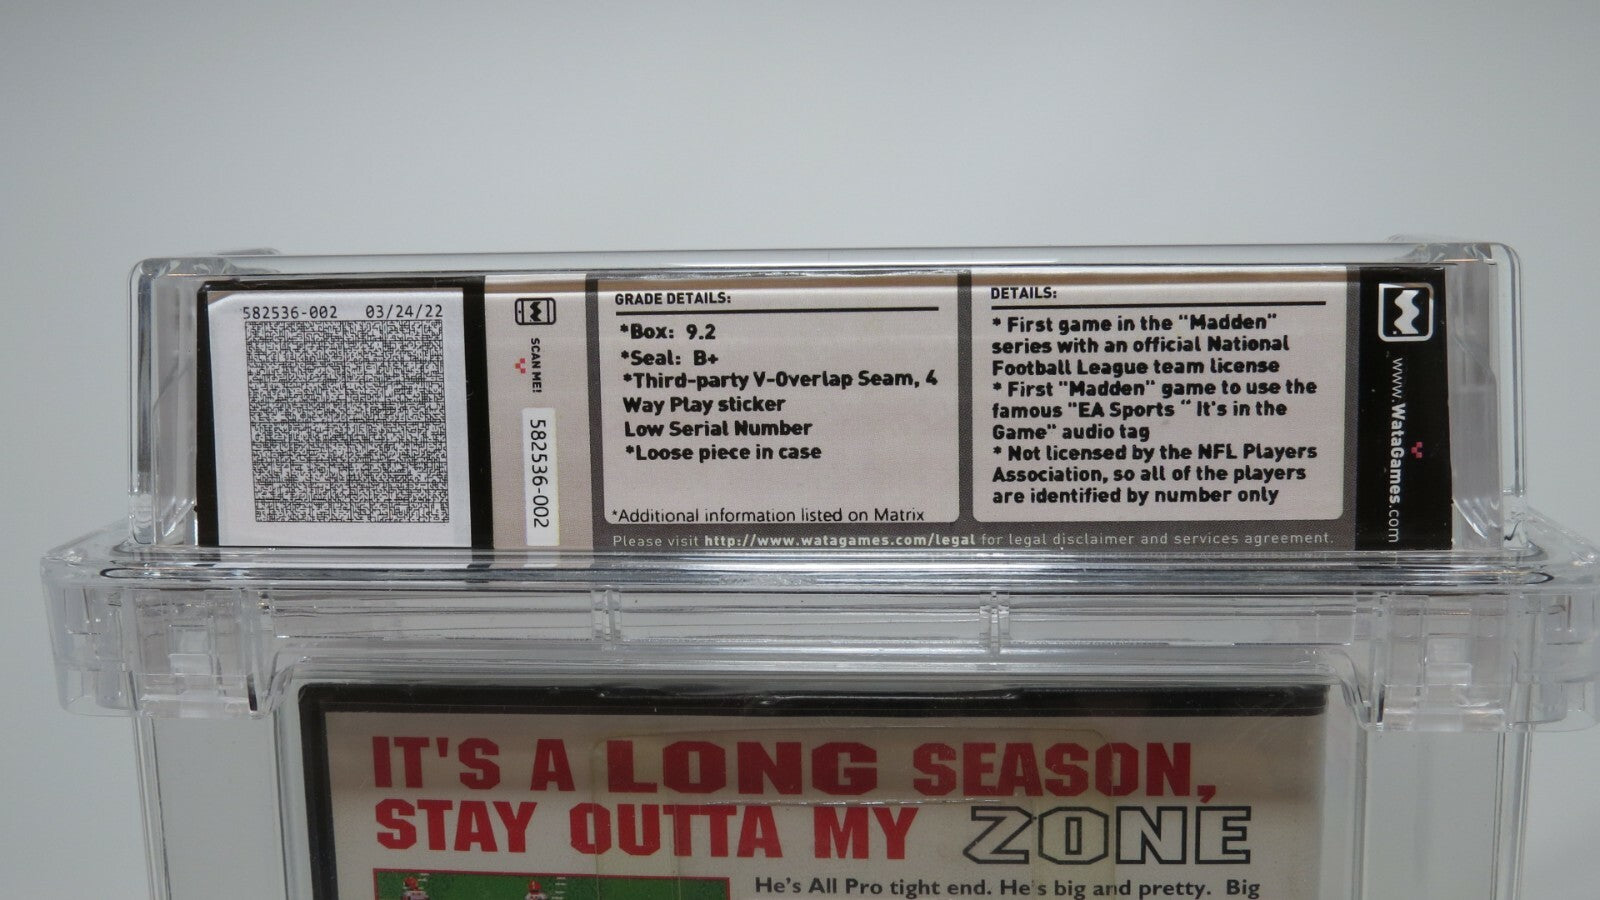 582536-002 03/24/22
SCAN ME!
582536-002
GRADE DETAILS:
*Box: 9.2
*Seal: B+
*Third-party V-Overlap Seam, 4
Way Play sticker
Low Serial Number
*Loose piece in case
*Additional information listed on Matrix
DETAILS:
* First game in the "Madden"
series with an official National
Football League team license
* First "Madden" game to use the
famous "EA Sports " It's in the
Game" audio tag
* Not licensed by the NFL Players
Association, so all of the players
are identified by number only
Please visit http://www.watagames.com/legal for legal disclaimer and services agreement.
www.WataGames.com
IT'S A LONG SEASON,
STAY OUTTA MY ZONE
He's All Pro tight end. He's big and pretty. Big